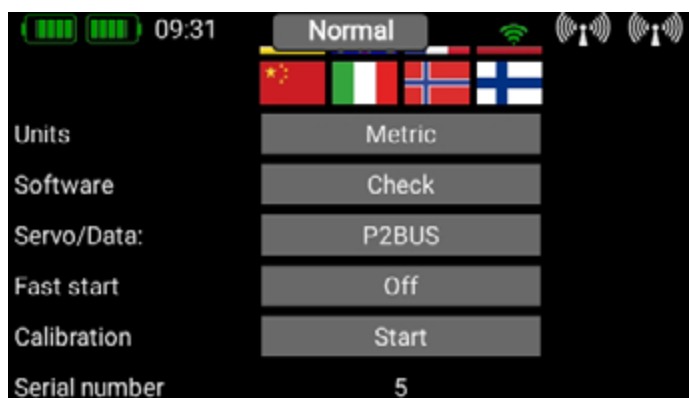 09:31 Normal
Units Metric
Software Check
Servo/Data: P2BUS
Fast start Off
Calibration Start
Serial number 5